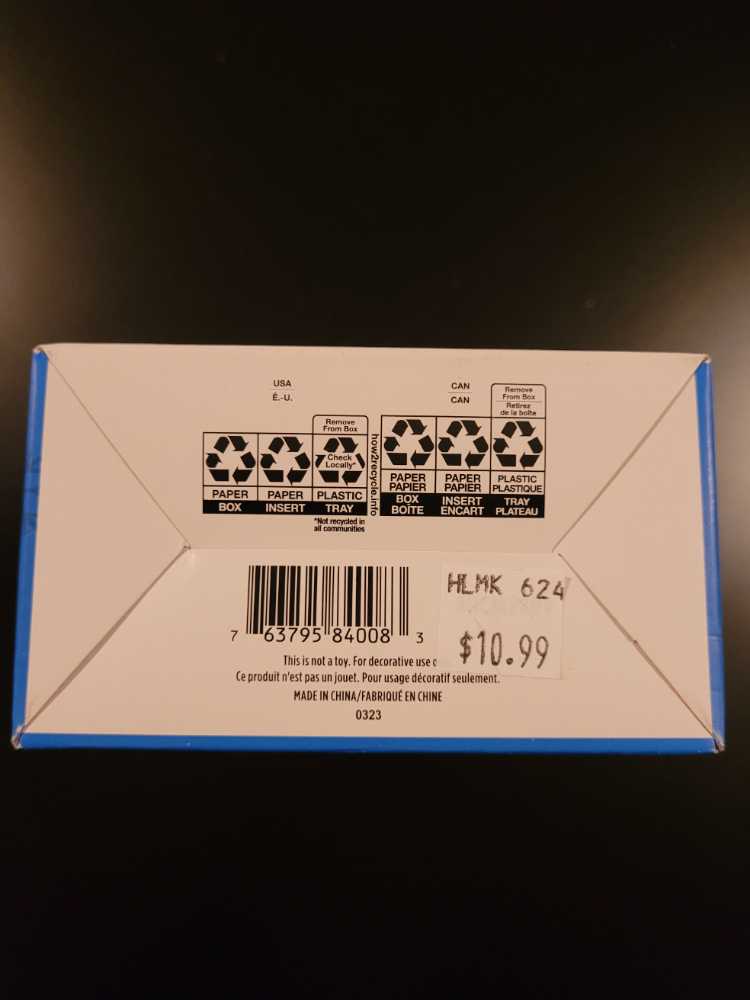 USA
É.-U.
Remove
From Box
Check
Locally*
PAPER
BOX
PAPER
INSERT
PLASTIC
TRAY
*Not recycled in
all communities
how2recycle.info
CAN
CAN
Remove
From Box
Retirez
de la boîte
PAPER
PAPIER
BOX
BOÎTE
PAPER
PAPIER
INSERT
ENCART
PLASTIC
PLASTIQUE
TRAY
PLATEAU
7 63795 84008 3
HLMK 624
$10.99
This is not a toy. For decorative use
Ce produit n'est pas un jouet. Pour usage décoratif seulement.
MADE IN CHINA/FABRIQUÉ EN CHINE
0323